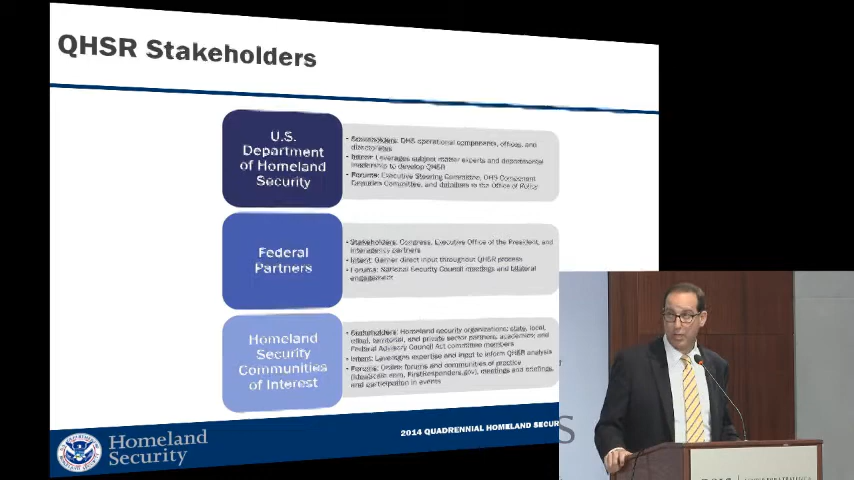 QHSR Stakeholders
U.S.
Department
of Homeland
Security
• Stakeholders: DHS operational components, offices, and
directorates
• Intent: Leverages subject matter experts and departmental
leadership to develop QHSR
• Forums: Executive Steering Committee, DHS Component
Deputies Committee, and detailees to the Office of Policy
Federal
Partners
• Stakeholders: Congress, Executive Office of the President, and
interagency partners
• Intent: Garner direct input throughout QHSR process
• Forums: National Security Council meetings and bilateral
engagement
Homeland
Security
Communities
of Interest
• Stakeholders: Homeland security organizations; state, local,
tribal, territorial, and private sector partners; academics; and
Federal Advisory Council Act committee members
• Intent: Leverages expertise and input to inform QHSR analysis
• Forums: Online forums and communities of practice
(IdeaScale.com, FirstResponders.gov), meetings and briefings,
and participation in events
Homeland
Security
2014 QUADRENNIAL HOMELAND SECUR
S